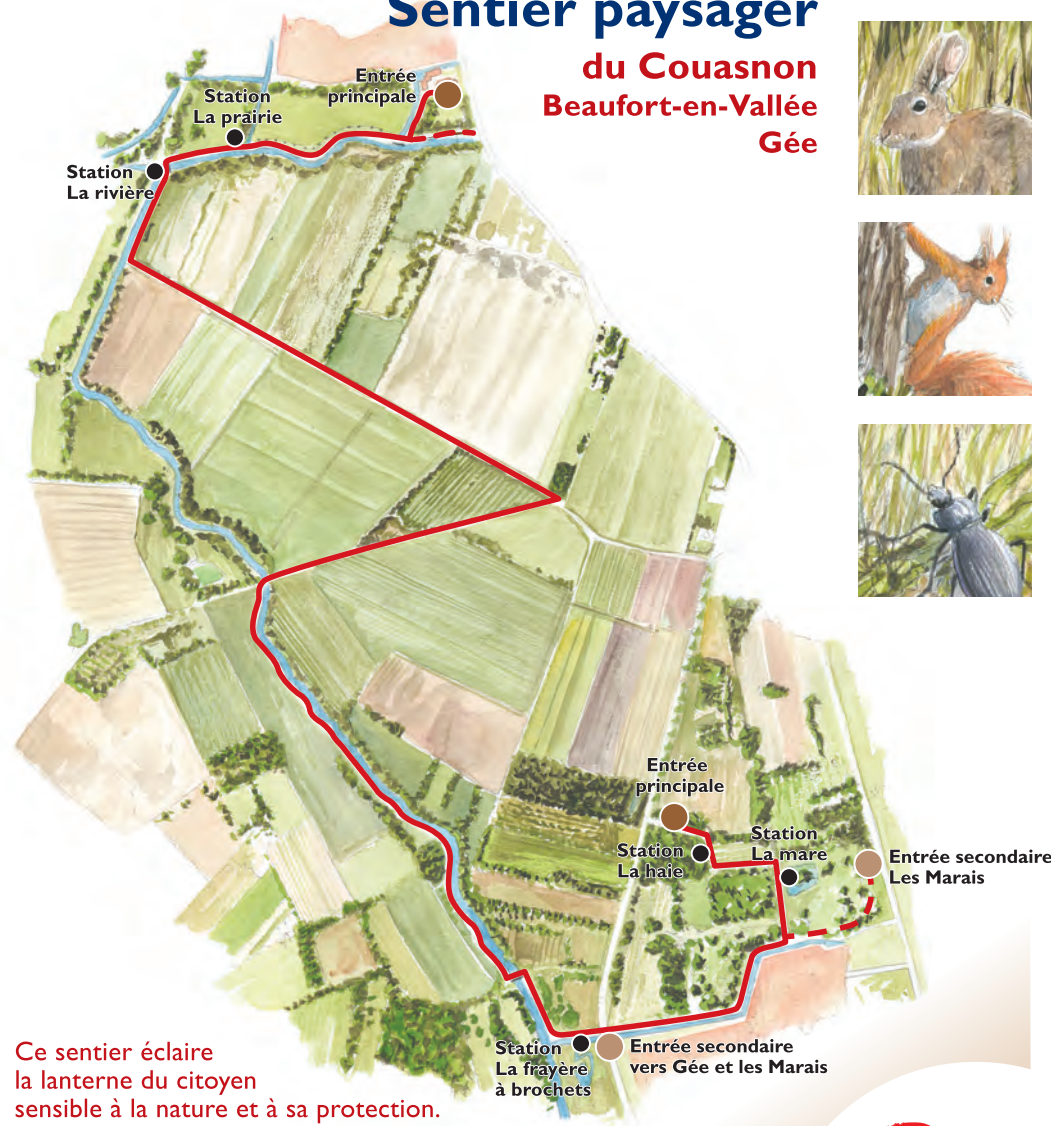 Sentier paysager
du Couasnon
Beaufort-en-Vallée
Gée
Entrée
principale
Station
La prairie
Station
La rivière
Entrée
principale
Station
La haie
Station
La mare
Entrée secondaire
Les Marais
Station
La frayère
à brochets
Entrée secondaire
vers Gée et les Marais
Ce sentier éclaire
la lanterne du citoyen
sensible à la nature et à sa protection.